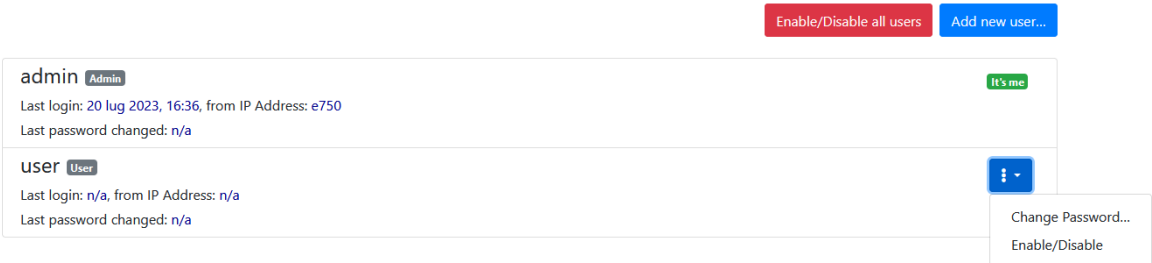 Enable/Disable all users Add new user...
admin Admin It's me
Last login: 20 lug 2023, 16:36, from IP Address: e750
Last password changed: n/a
user User
Last login: n/a, from IP Address: n/a
Last password changed: n/a
Change Password...
Enable/Disable